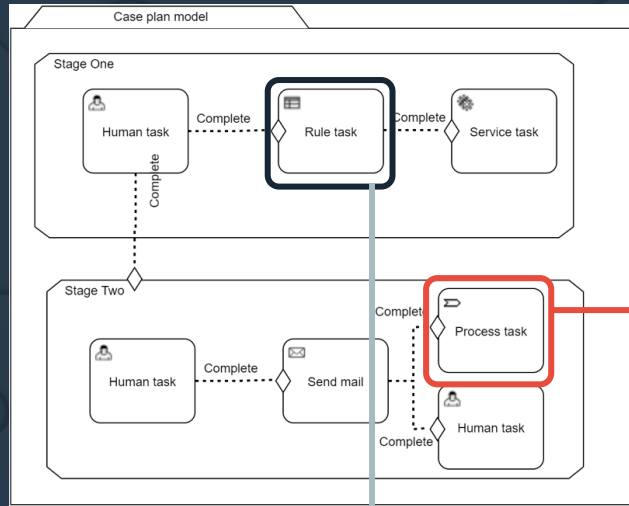 Case plan model
Stage One
Human task
Complete
Rule task
Complete
Service task
Complete
Stage Two
Human task
Complete
Send mail
Complete
Process task
Complete
Human task